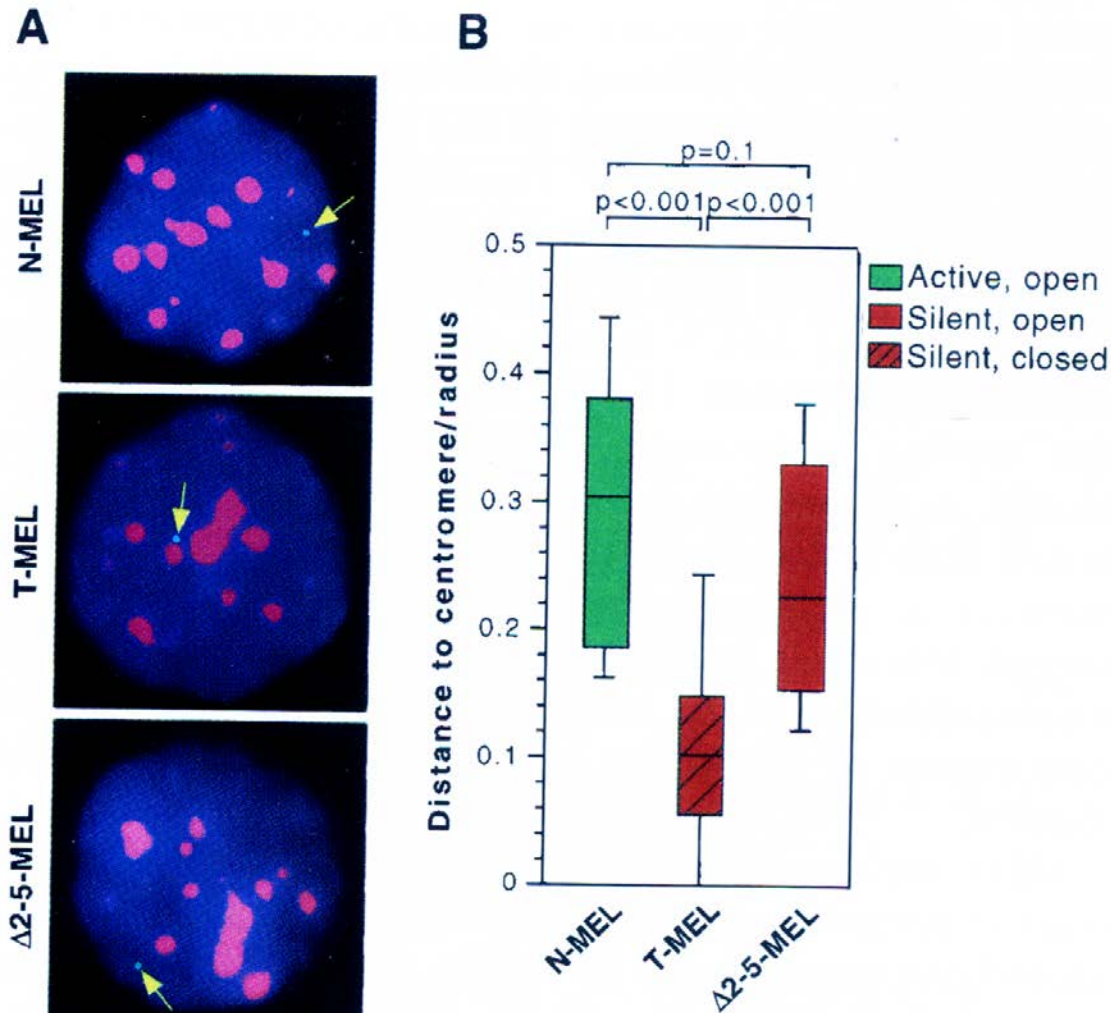 A
B
N-MEL
T-MEL
Δ2-5-MEL
p=0.1
p<0.001
p<0.001
Distance to centromere/radius
0.5
0.4
0.3
0.2
0.1
0
N-MEL
T-MEL
Δ2-5-MEL
Active, open
Silent, open
Silent, closed